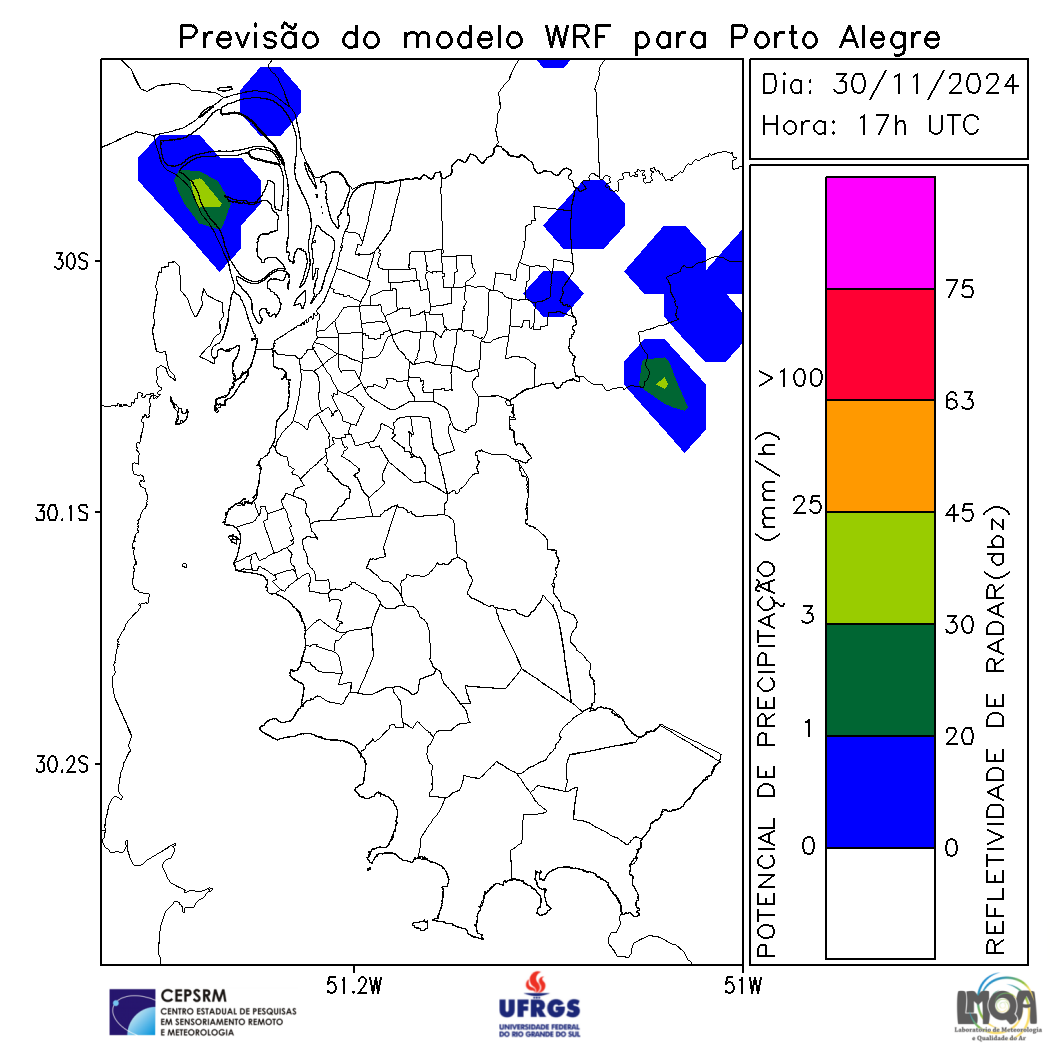 Previsão do modelo WRF para Porto Alegre
Dia: 30/11/2024
Hora: 17h UTC
30S
30.1S
30.2S
51.2W
51W
POTENCIAL DE PRECIPITAÇÃO (mm/h)
>100
25
3
1
0
75
63
45
30
20
0
REFLETIVIDADE DE RADAR(dbz)
CEPSRM
CENTRO ESTADUAL DE PESQUISAS
EM SENSORIAMENTO REMOTO
E METEOROLOGIA
UFRGS
UNIVERSIDADE FEDERAL
DO RIO GRANDE DO SUL
LMQA
Laboratório de Meteorologia
e Qualidade do Ar